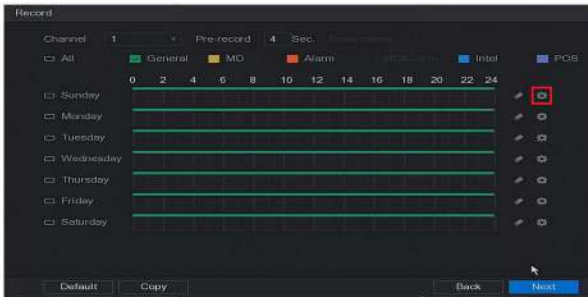 Record
Channel 1 Pre-record 4 Sec.
All General MD Alarm Intel POS
0 2 4 6 8 10 12 14 16 18 20 22 24
Sunday
Monday
Tuesday
Wednesday
Thursday
Friday
Saturday
Default Copy Back Next